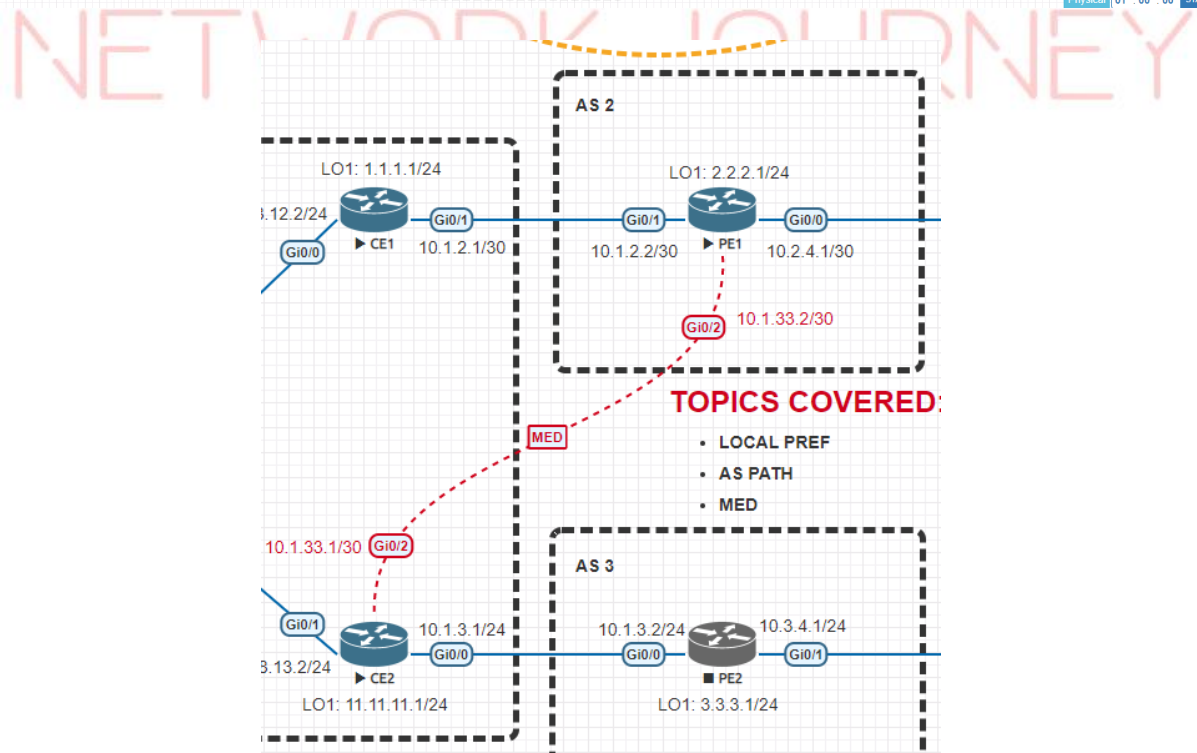 NETWORK JOURNEY
Physical
AS 2
LO1: 1.1.1.1/24
LO1: 2.2.2.1/24
3.12.2/24
Gi0/1
Gi0/1
Gi0/0
Gi0/0
CE1
10.1.2.1/30
10.1.2.2/30
PE1
10.2.4.1/30
Gi0/2
10.1.33.2/30
TOPICS COVERED:
MED
• LOCAL PREF
• AS PATH
• MED
10.1.33.1/30
Gi0/2
AS 3
Gi0/1
10.1.3.1/24
10.1.3.2/24
10.3.4.1/24
3.13.2/24
Gi0/0
Gi0/0
Gi0/1
CE2
PE2
LO1: 11.11.11.1/24
LO1: 3.3.3.1/24